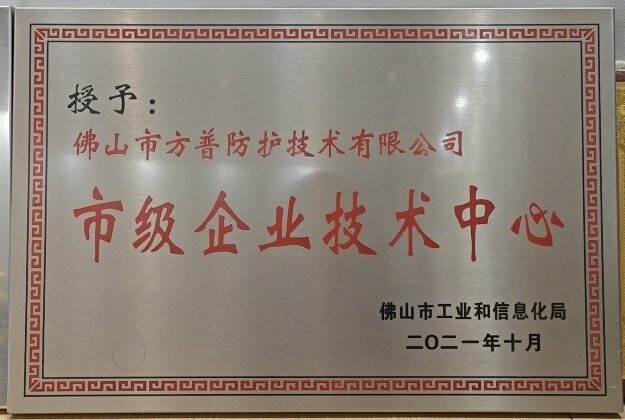 授予：
佛山市方普防护技术有限公司
市级企业技术中心
佛山市工业和信息化局
二〇二一年十月